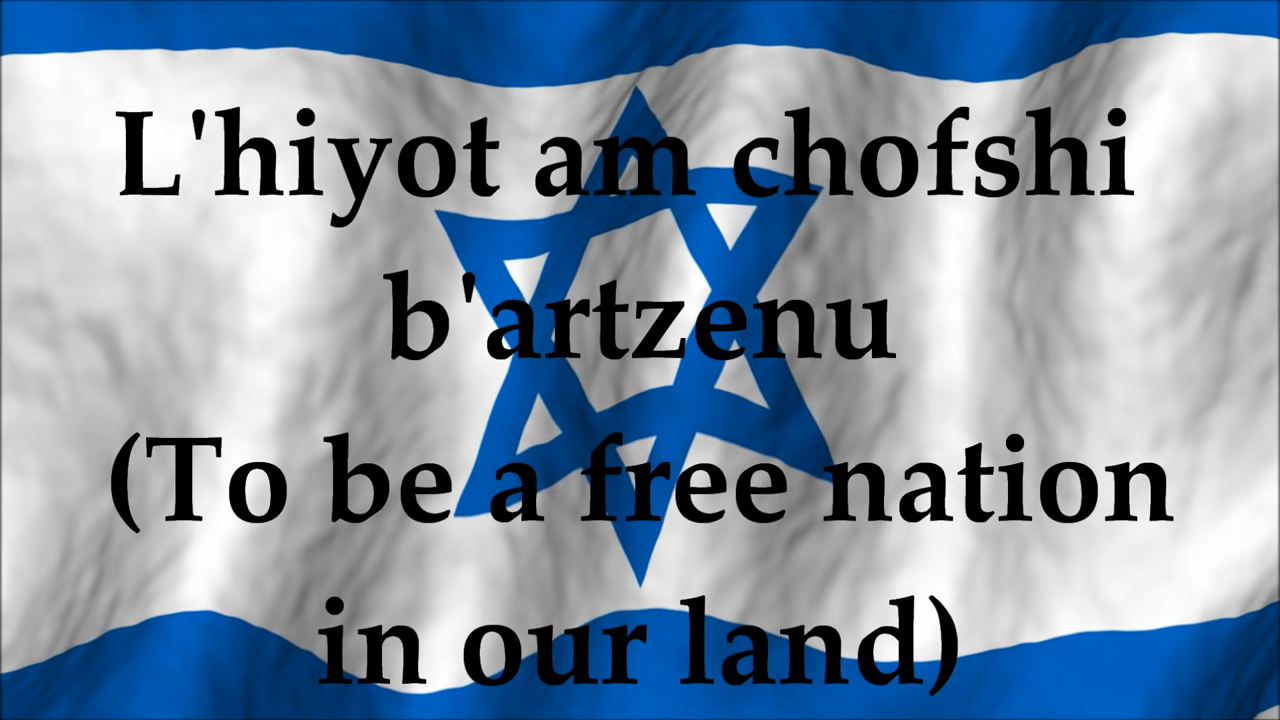 L'hiyot am chofshi
b'artzenu
(To be a free nation
in our land)